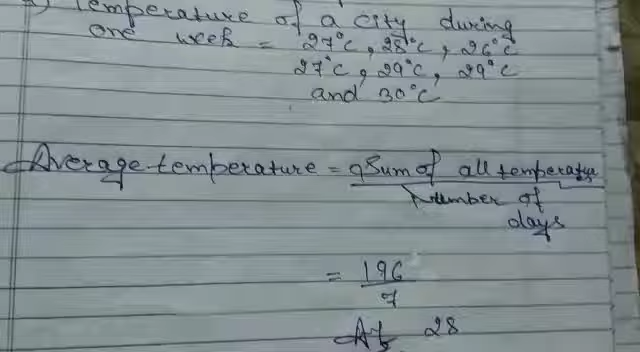 Temperature of a city during
one week = 27°C, 28°C, 26°C
27°C, 29°C, 29°C
and 30°C
Average temperature = Sum of all temperature
Number of
days
= 196
7
28